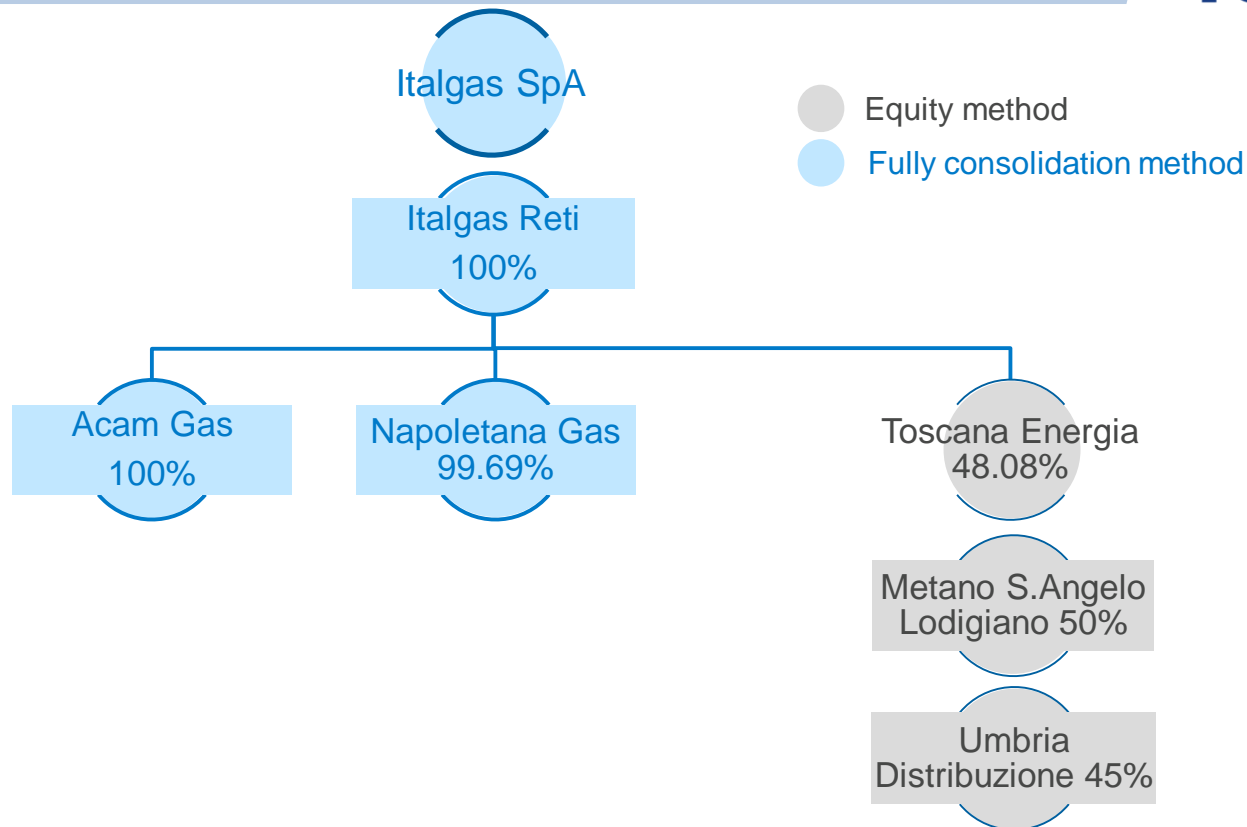 Italgas SpA
Equity method
Fully consolidation method
Italgas Reti
100%
Acam Gas
100%
Napoletana Gas
99.69%
Toscana Energia
48.08%
Metano S.Angelo
Lodigiano 50%
Umbria
Distribuzione 45%